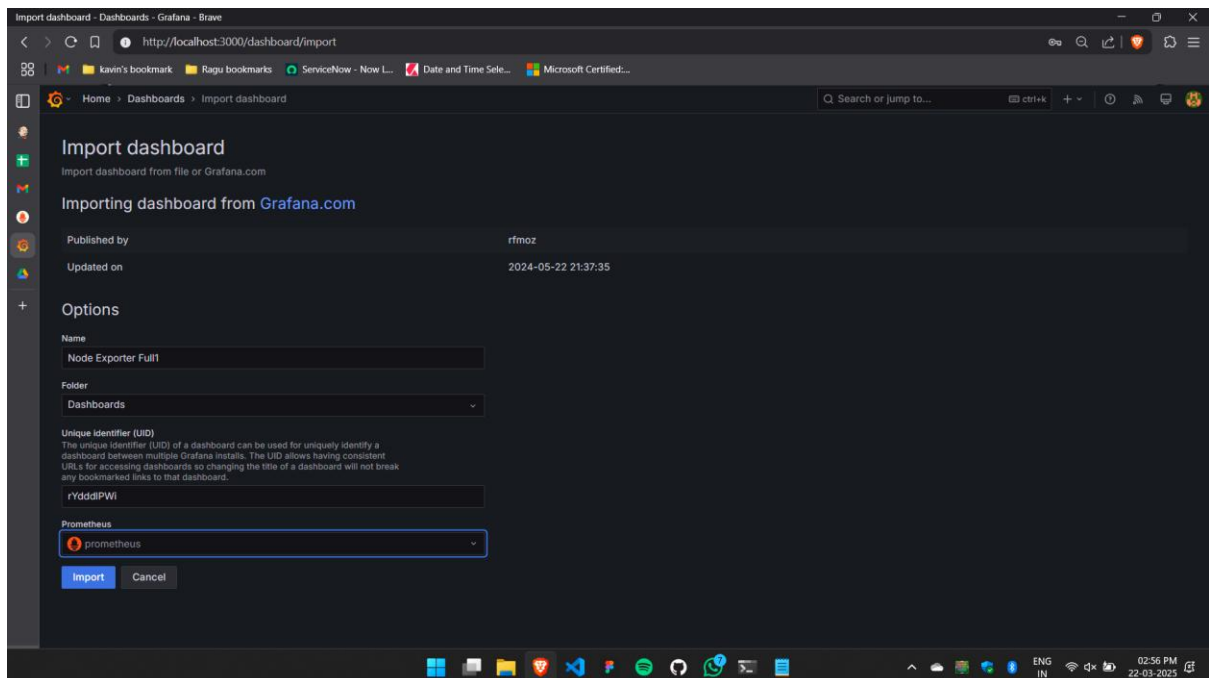 Import dashboard - Dashboards - Grafana - Brave
http://localhost:3000/dashboard/import
kavin's bookmark Ragu bookmarks ServiceNow - Now L... Date and Time Sele... Microsoft Certified:...
Home > Dashboards > Import dashboard
Search or jump to...
ctrl+k
Import dashboard
Import dashboard from file or Grafana.com
Importing dashboard from Grafana.com
Published by rfmoz
Updated on 2024-05-22 21:37:35
Options
Name
Node Exporter Full1
Folder
Dashboards
Unique identifier (UID)
The unique identifier (UID) of a dashboard can be used for uniquely identify a
dashboard between multiple Grafana installs. The UID allows having consistent
URLs for accessing dashboards so changing the title of a dashboard will not break
any bookmarked links to that dashboard.
rYdddlPWi
Prometheus
prometheus
Import Cancel
7
ENG
IN
02:56 PM
22-03-2025